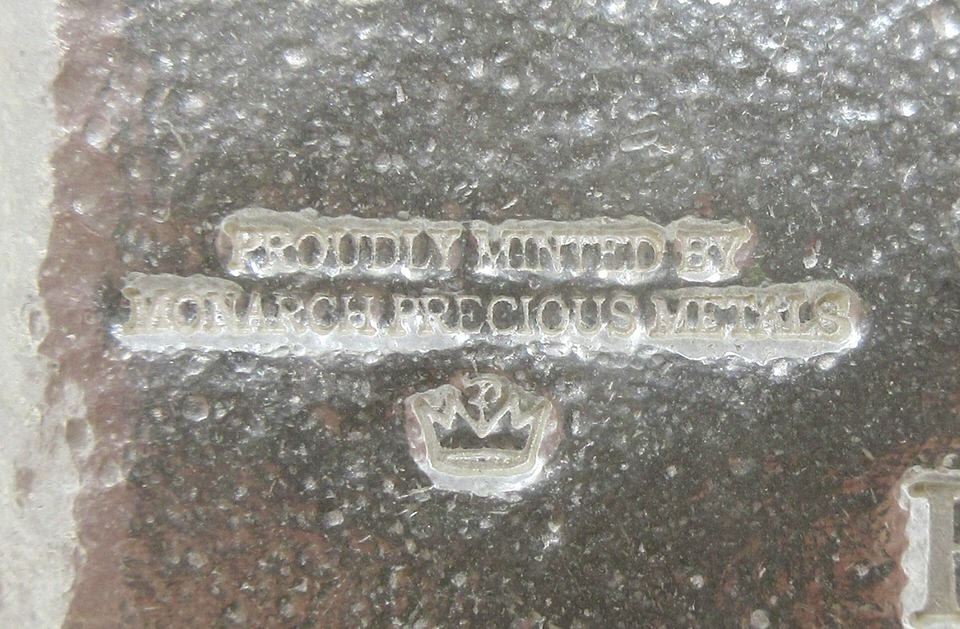 PROUDLY MINTED BY
MONARCH PRECIOUS METALS